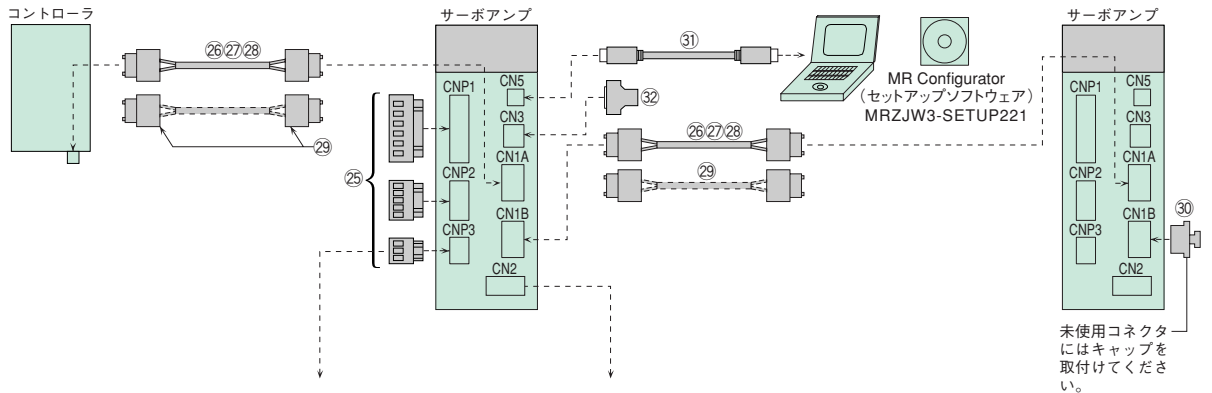 コントローラ
㉖㉗㉘
㉙
㉕
サーボアンプ
CNP1
CN5
CN3
CN1A
CNP2
CN1B
CNP3
CN2
㉛
㉜
MR Configurator
(セットアップソフトウェア)
MRZJW3-SETUP221
㉖㉗㉘
㉙
サーボアンプ
CNP1
CN5
CN3
CN1A
CNP2
CN1B
CNP3
CN2
㉚
未使用コネクタ
にはキャップを
取付けてくださ
い。